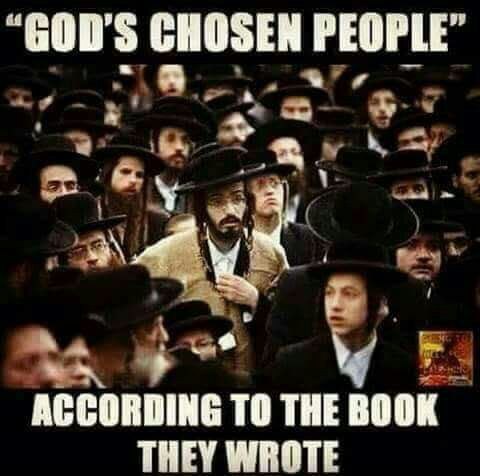 "GOD'S CHOSEN PEOPLE"
ACCORDING TO THE BOOK
THEY WROTE